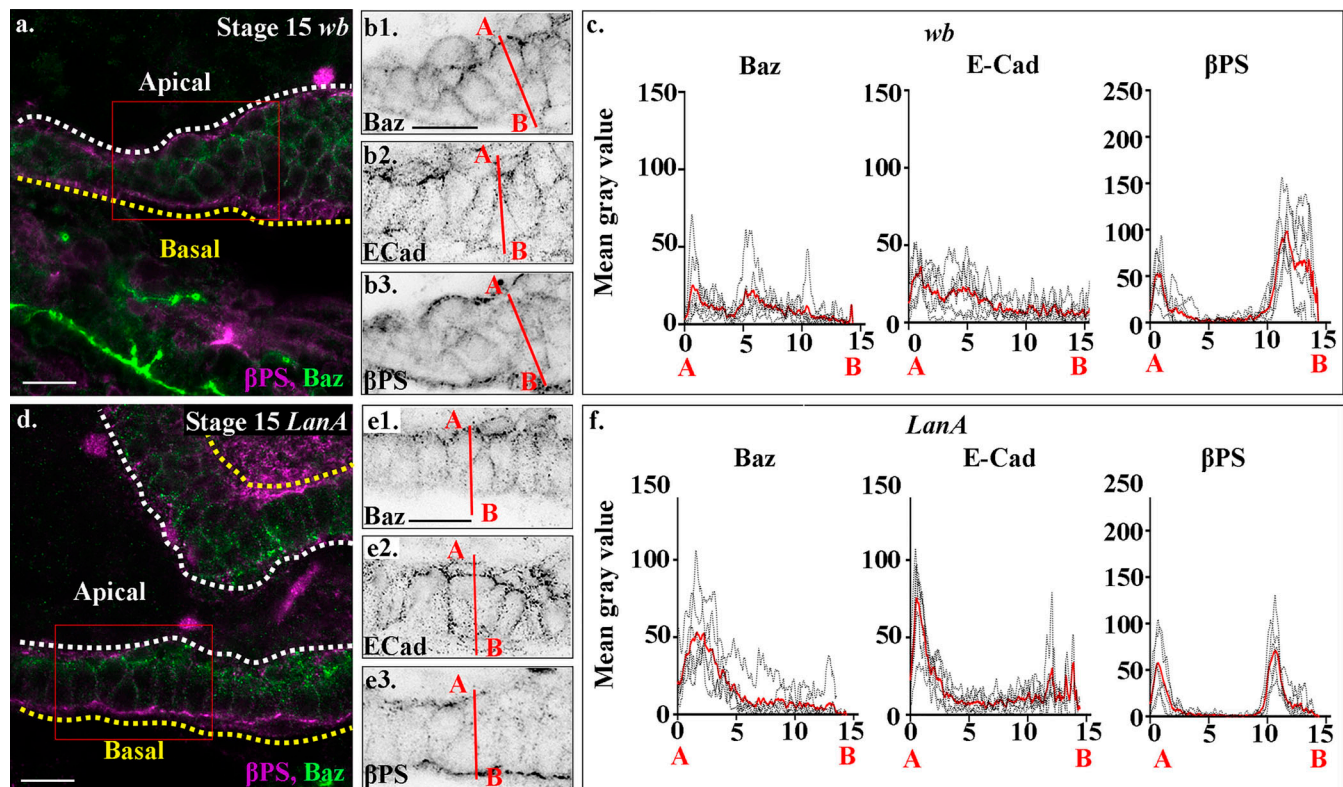 a.
Stage 15 wb
Apical
Basal
βPS, Baz
b1.
A
B
Baz
b2.
A
B
ECad
b3.
A
B
βPS
c.
wb
Baz
E-Cad
βPS
Mean gray value
150
100
50
0
0 5 10 15
A B
150
100
50
0
0 5 10 15
A B
250
200
150
100
50
0
0 5 10 15
A B
d.
Stage 15 LanA
Apical
Basal
βPS, Baz
e1.
A
B
Baz
e2.
A
B
ECad
e3.
A
B
βPS
f.
LanA
Baz
E-Cad
βPS
Mean gray value
150
100
50
0
0 5 10 15
A B
150
100
50
0
0 5 10 15
A B
250
200
150
100
50
0
0 5 10 15
A B